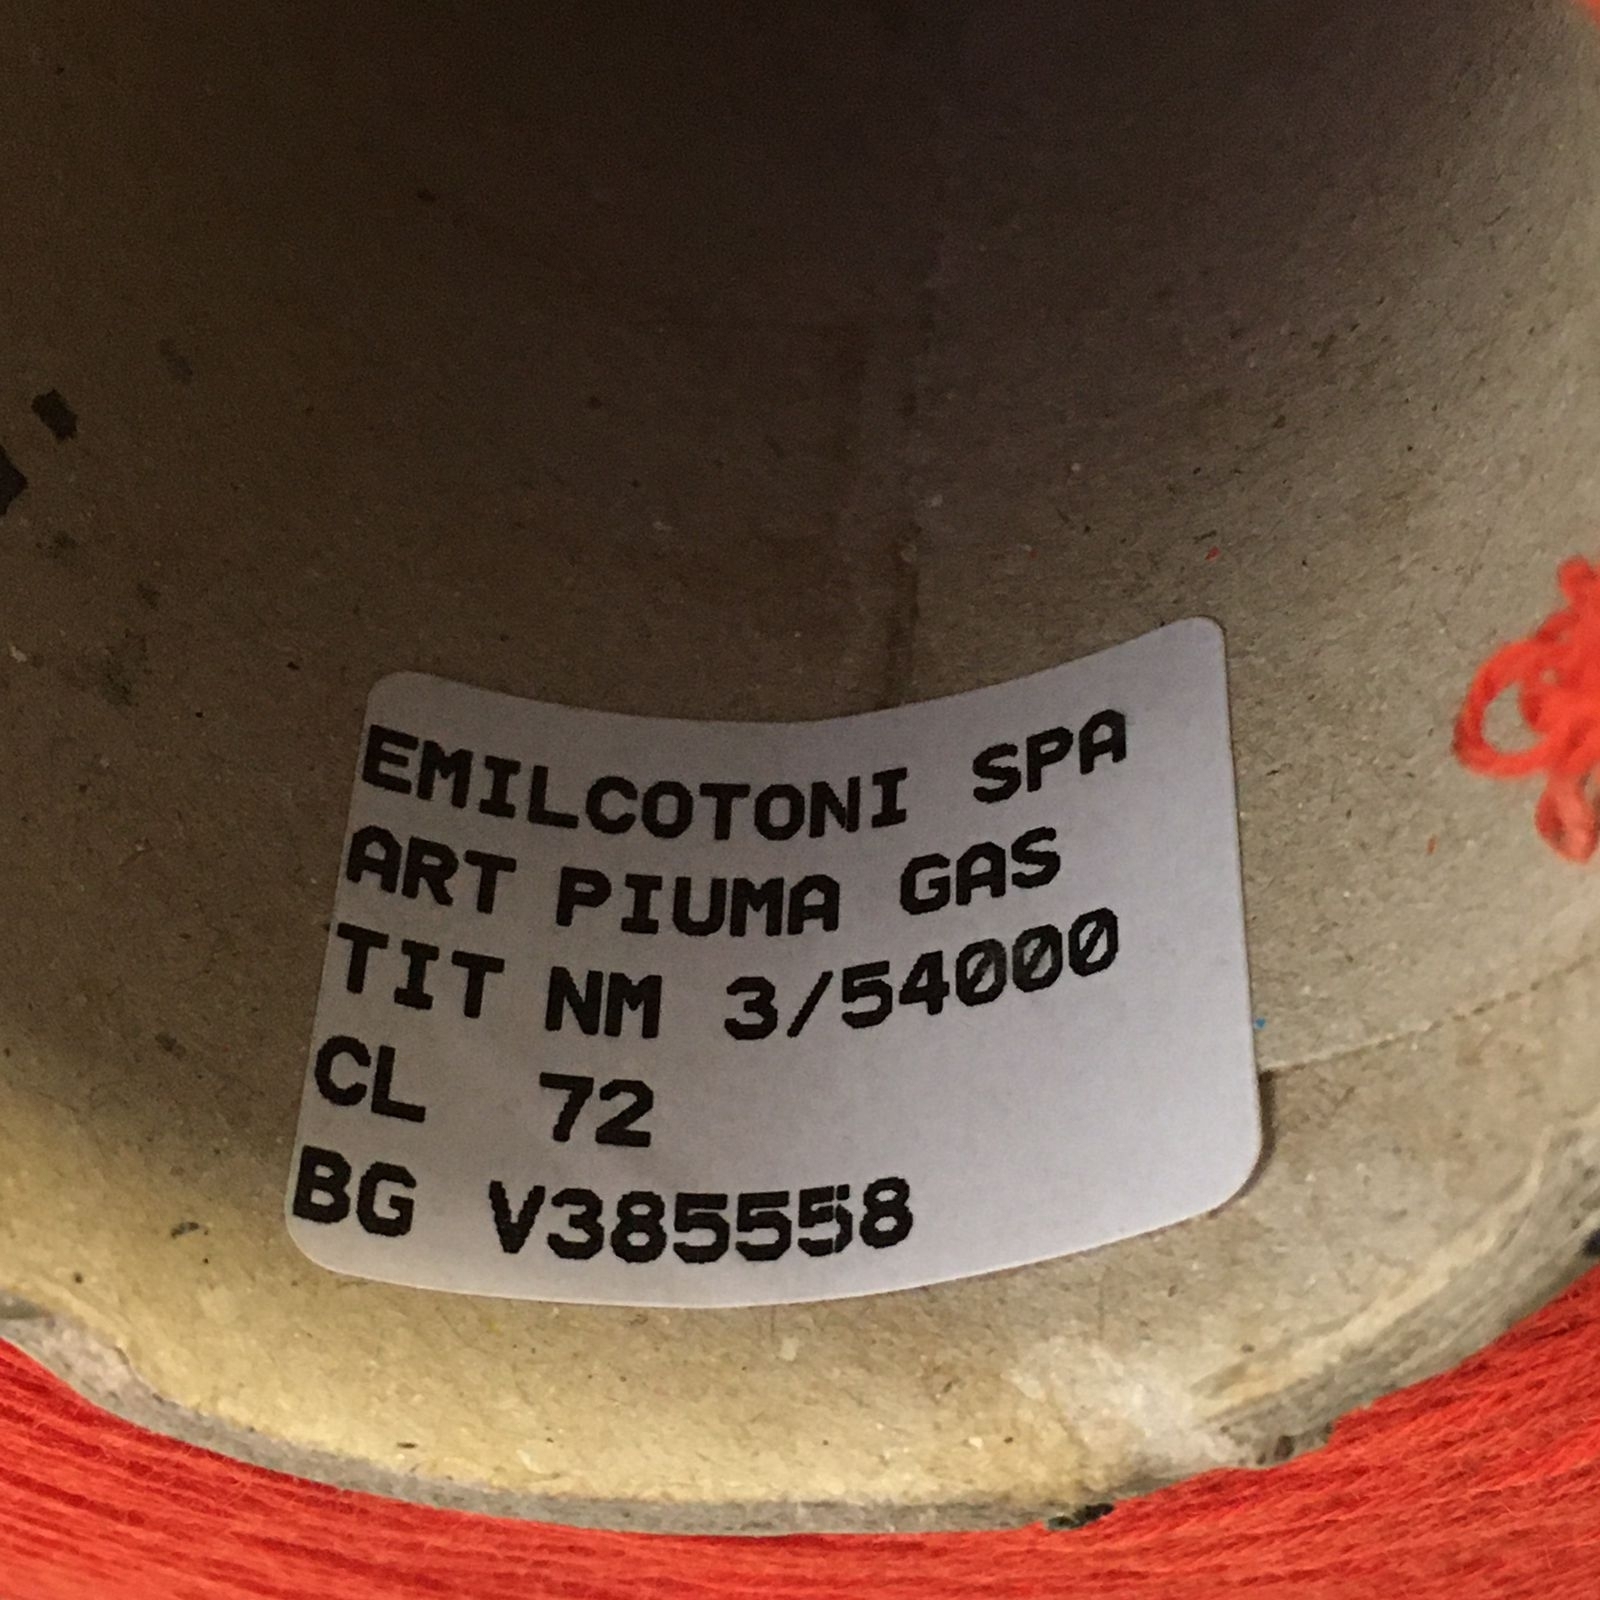 EMILCOTONI SPA
ART PIUMA GAS
TIT NM 3/54000
CL 72
BG V385558